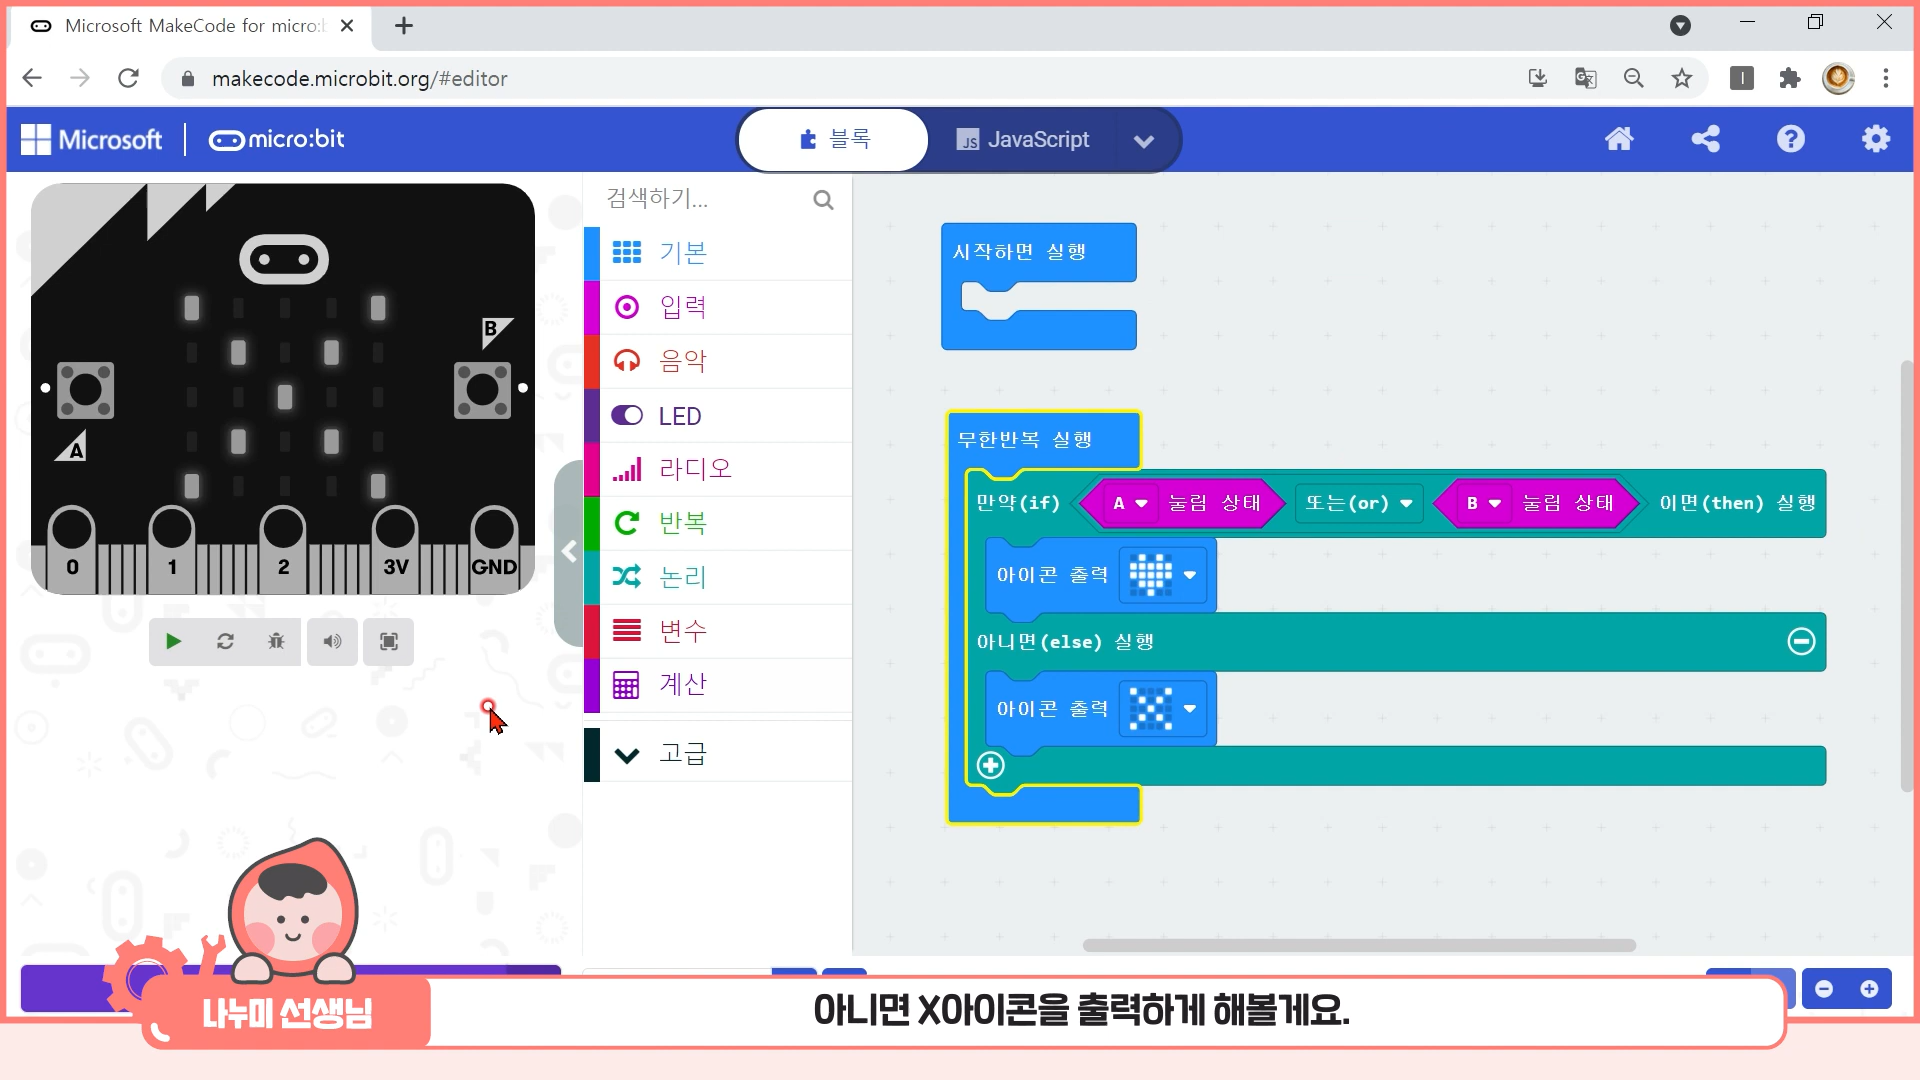 Microsoft MakeCode for micro:b
makecode.microbit.org/#editor
Microsoft
micro:bit
블록
JS
JavaScript
B
A
0
1
2
3V
GND
검색하기...
기본
입력
음악
LED
라디오
반복
논리
변수
계산
고급
시작하면 실행
무한반복 실행
만약(if) A 눌림 상태 또는(or) B 눌림 상태 이면(then) 실행
아이콘 출력
아니면(else) 실행
아이콘 출력
나누미 선생님
아니면 X아이콘을 출력하게 해볼게요.